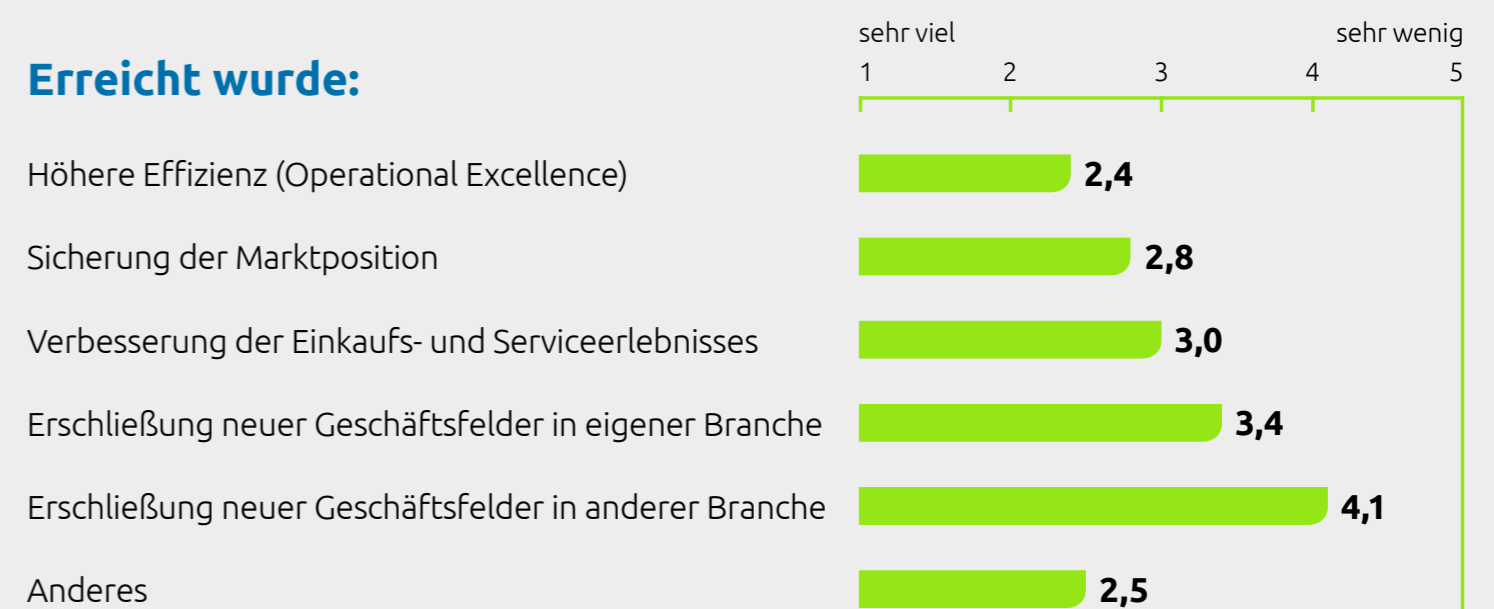 sehr viel sehr wenig
Erreicht wurde:
1 2 3 4 5
Höhere Effizienz (Operational Excellence) 2,4
Sicherung der Marktposition 2,8
Verbesserung der Einkaufs- und Serviceerlebnisses 3,0
Erschließung neuer Geschäftsfelder in eigener Branche 3,4
Erschließung neuer Geschäftsfelder in anderer Branche 4,1
Anderes 2,5